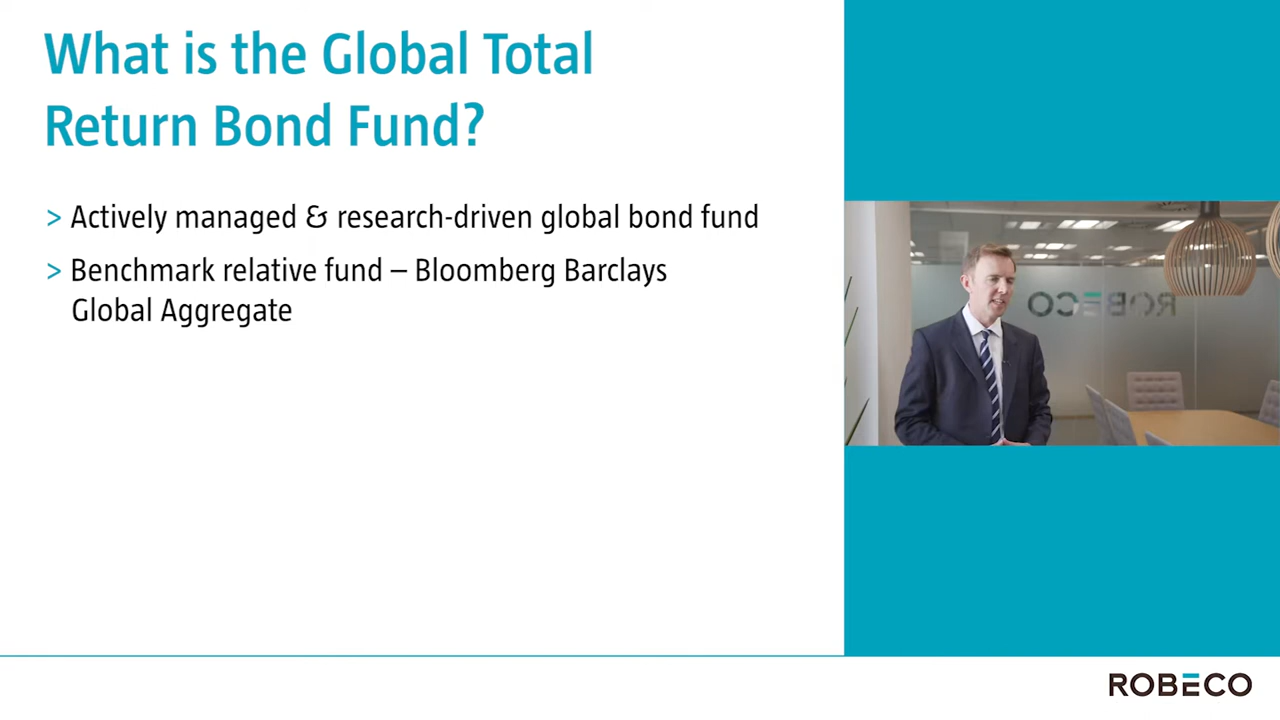 What is the Global Total
Return Bond Fund?
> Actively managed & research-driven global bond fund
> Benchmark relative fund – Bloomberg Barclays
Global Aggregate
ROBECO
ROBECO